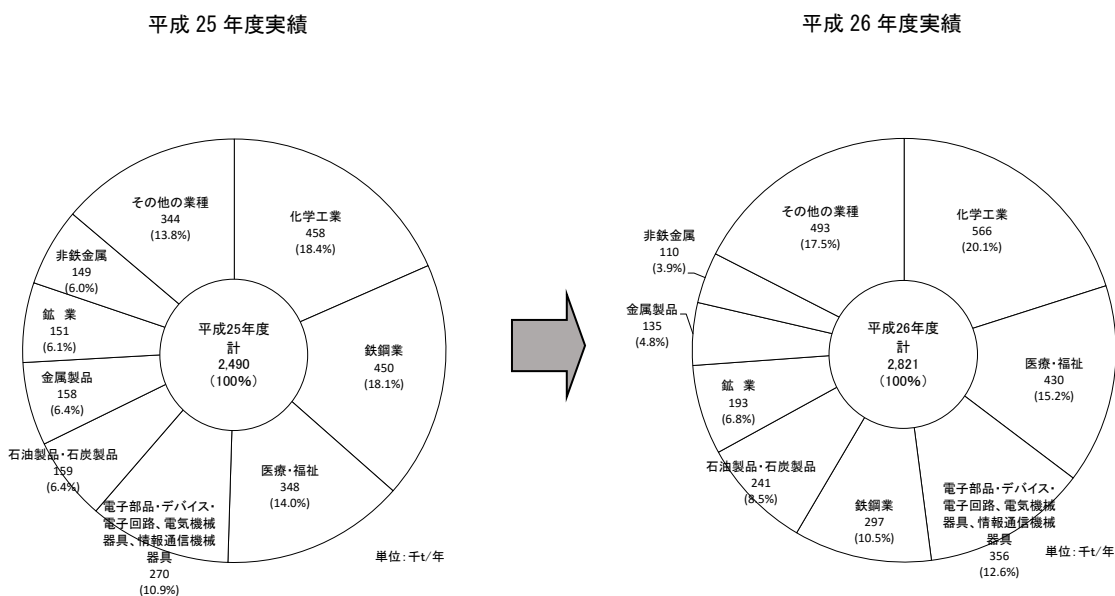 平成 25 年度実績
その他の業種
344
(13.8%)
化学工業
458
(18.4%)
非鉄金属
149
(6.0%)
鉱 業
151
(6.1%)
平成25年度
計
2,490
(100%)
鉄鋼業
450
(18.1%)
金属製品
158
(6.4%)
石油製品・石炭製品
159
(6.4%)
医療・福祉
348
(14.0%)
電子部品・デバイス・
電子回路、電気機械
器具、情報通信機械
器具
270
(10.9%)
単位：千t/年
平成 26 年度実績
その他の業種
493
(17.5%)
化学工業
566
(20.1%)
非鉄金属
110
(3.9%)
金属製品
135
(4.8%)
平成26年度
計
2,821
(100%)
医療・福祉
430
(15.2%)
鉱 業
193
(6.8%)
石油製品・石炭製品
241
(8.5%)
鉄鋼業
297
(10.5%)
電子部品・デバイス・
電子回路、電気機械
器具、情報通信機械
器具
356
(12.6%)
単位：千t/年